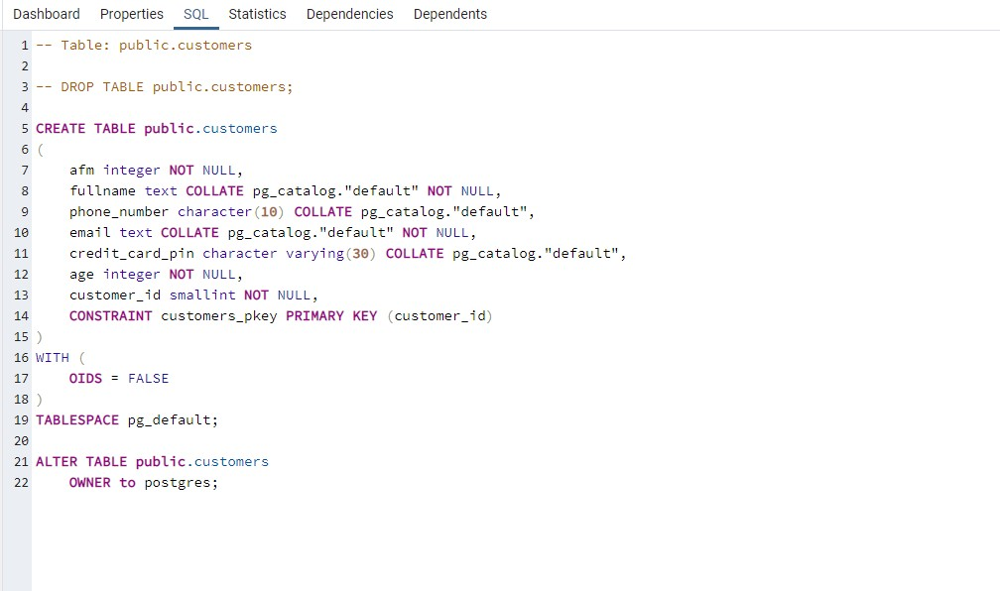 Dashboard Properties SQL Statistics Dependencies Dependents
1 -- Table: public.customers
2
3 -- DROP TABLE public.customers;
4
5 CREATE TABLE public.customers
6 (
7     afm integer NOT NULL,
8     fullname text COLLATE pg_catalog."default" NOT NULL,
9     phone_number character(10) COLLATE pg_catalog."default",
10     email text COLLATE pg_catalog."default" NOT NULL,
11     credit_card_pin character varying(30) COLLATE pg_catalog."default",
12     age integer NOT NULL,
13     customer_id smallint NOT NULL,
14     CONSTRAINT customers_pkey PRIMARY KEY (customer_id)
15 )
16 WITH (
17     OIDS = FALSE
18 )
19 TABLESPACE pg_default;
20
21 ALTER TABLE public.customers
22     OWNER to postgres;